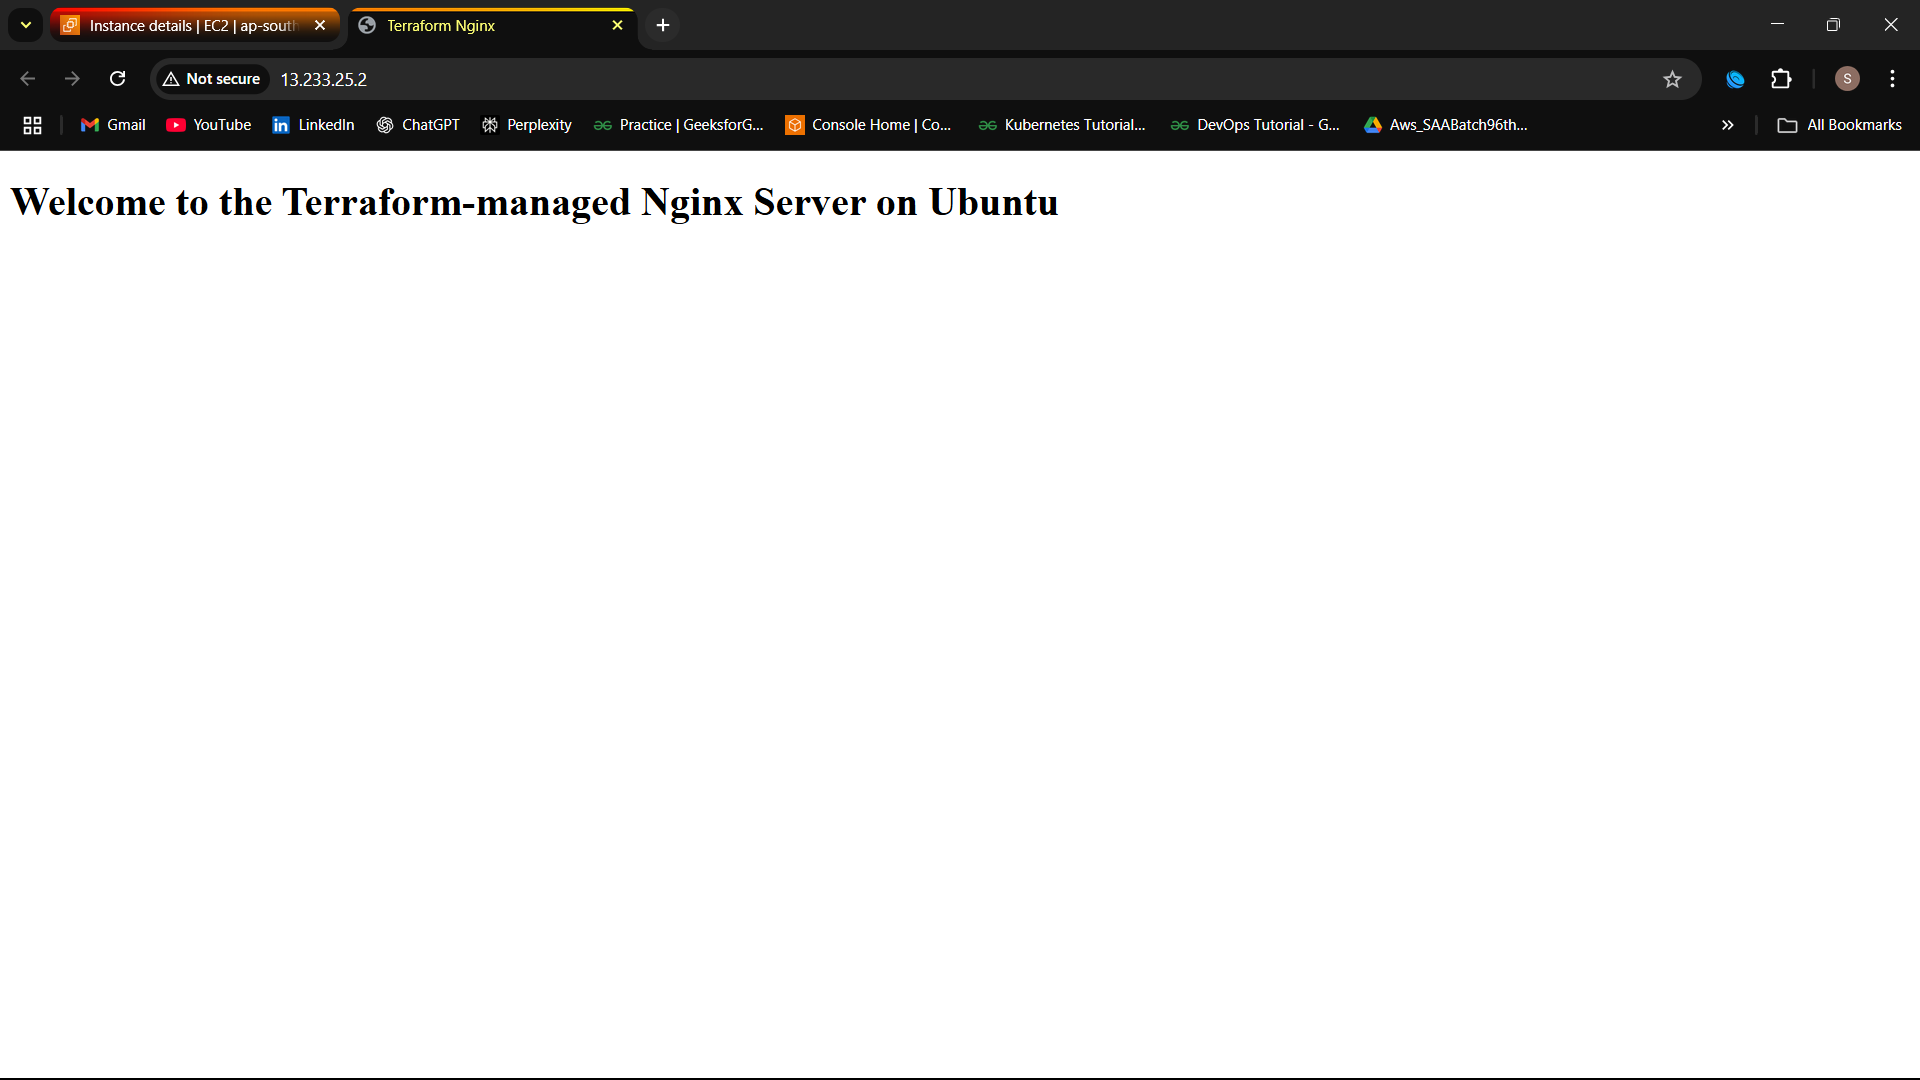 Instance details | EC2 | ap-south
Terraform Nginx
Not secure
13.233.25.2
S
Gmail
YouTube
LinkedIn
ChatGPT
Perplexity
Practice | GeeksforG...
Console Home | Co...
Kubernetes Tutorial...
DevOps Tutorial - G...
Aws_SAABatch96th...
All Bookmarks
Welcome to the Terraform-managed Nginx Server on Ubuntu